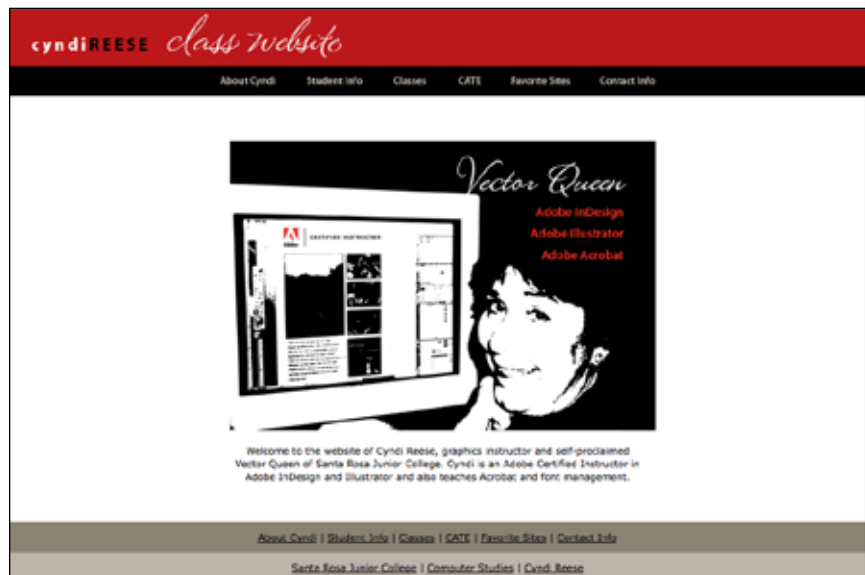 cyndiREESE class website
About Cyndi Student Info Classes CATE Favorite Sites Contact Info
Vector Queen
Adobe InDesign
Adobe Illustrator
Adobe Acrobat
Adobe CERTIFIED INSTRUCTOR
Welcome to the website of Cyndi Reese, graphics instructor and self-proclaimed
Vector Queen of Santa Rosa Junior College. Cyndi is an Adobe Certified Instructor in
Adobe InDesign and Illustrator and also teaches Acrobat and font management.
About Cyndi | Student Info | Classes | CATE | Favorite Sites | Contact Info
Santa Rosa Junior College | Computer Studies | Cyndi Reese